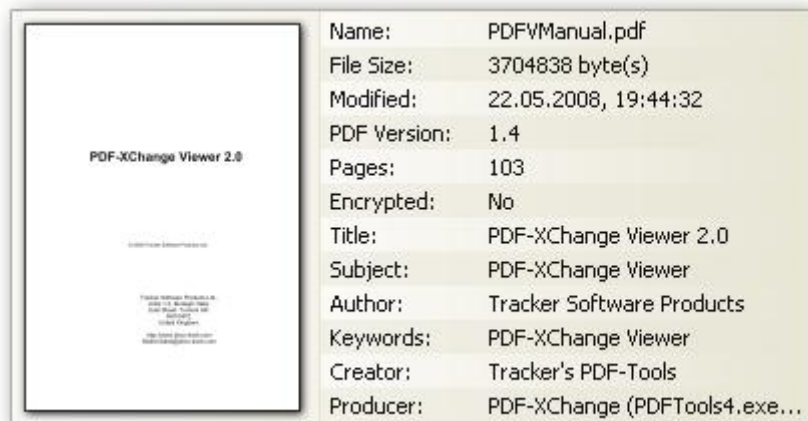 PDF-XChange Viewer 2.0
Name: PDFVManual.pdf
File Size: 3704838 byte(s)
Modified: 22.05.2008, 19:44:32
PDF Version: 1.4
Pages: 103
Encrypted: No
Title: PDF-XChange Viewer 2.0
Subject: PDF-XChange Viewer
Author: Tracker Software Products
Keywords: PDF-XChange Viewer
Creator: Tracker's PDF-Tools
Producer: PDF-XChange (PDFTools4.exe...